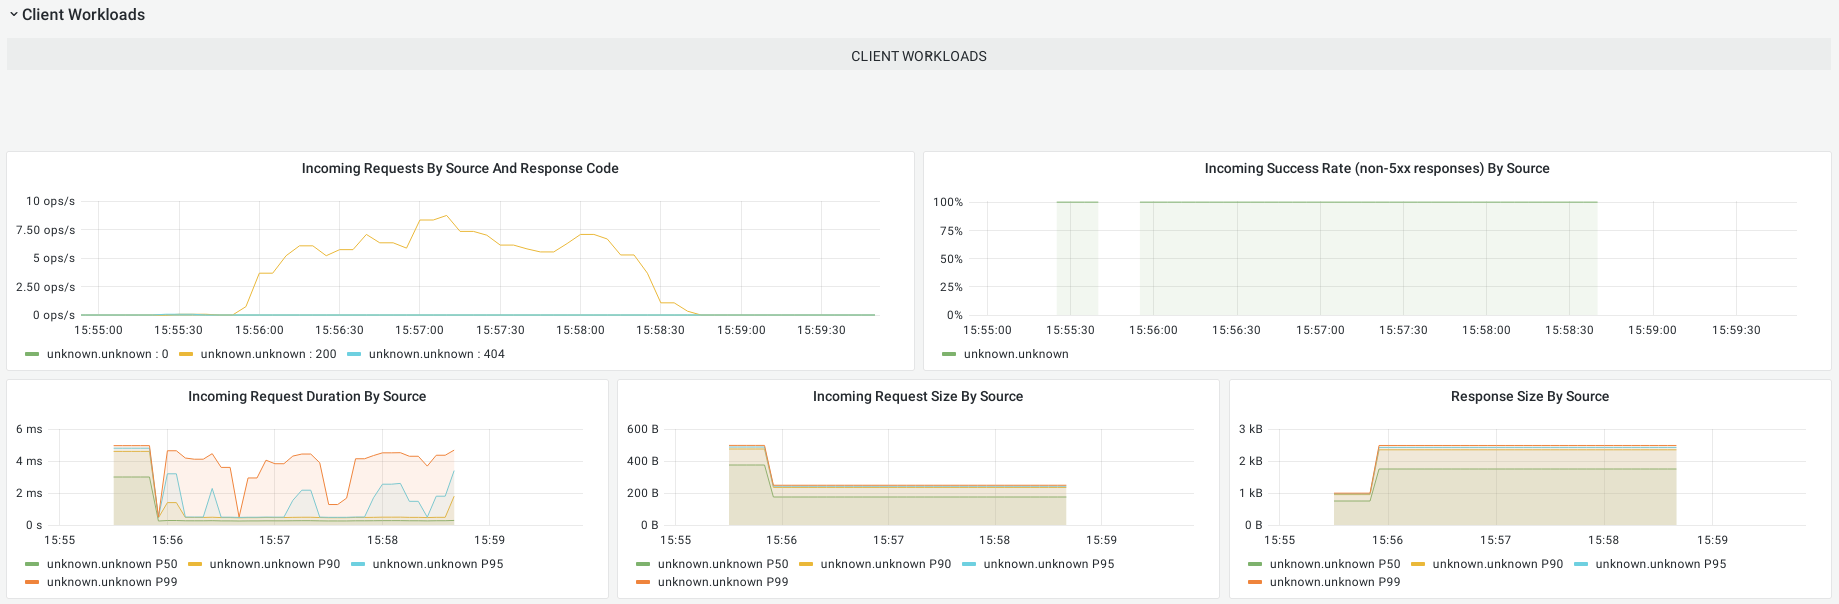 Client Workloads
CLIENT WORKLOADS
Incoming Requests By Source And Response Code
10 ops/s
7.50 ops/s
5 ops/s
2.50 ops/s
0 ops/s
15:55:00 15:55:30 15:56:00 15:56:30 15:57:00 15:57:30 15:58:00 15:58:30 15:59:00 15:59:30
unknown.unknown : 0 unknown.unknown : 200 unknown.unknown : 404
Incoming Success Rate (non-5xx responses) By Source
100%
75%
50%
25%
0%
15:55:00 15:55:30 15:56:00 15:56:30 15:57:00 15:57:30 15:58:00 15:58:30 15:59:00 15:59:30
unknown.unknown
Incoming Request Duration By Source
6 ms
4 ms
2 ms
0 s
15:55 15:56 15:57 15:58 15:59
unknown.unknown P50 unknown.unknown P90 unknown.unknown P95
unknown.unknown P99
Incoming Request Size By Source
600 B
400 B
200 B
0 B
15:55 15:56 15:57 15:58 15:59
unknown.unknown P50 unknown.unknown P90 unknown.unknown P95
unknown.unknown P99
Response Size By Source
3 kB
2 kB
1 kB
0 B
15:55 15:56 15:57 15:58 15:59
unknown.unknown P50 unknown.unknown P90 unknown.unknown P95
unknown.unknown P99